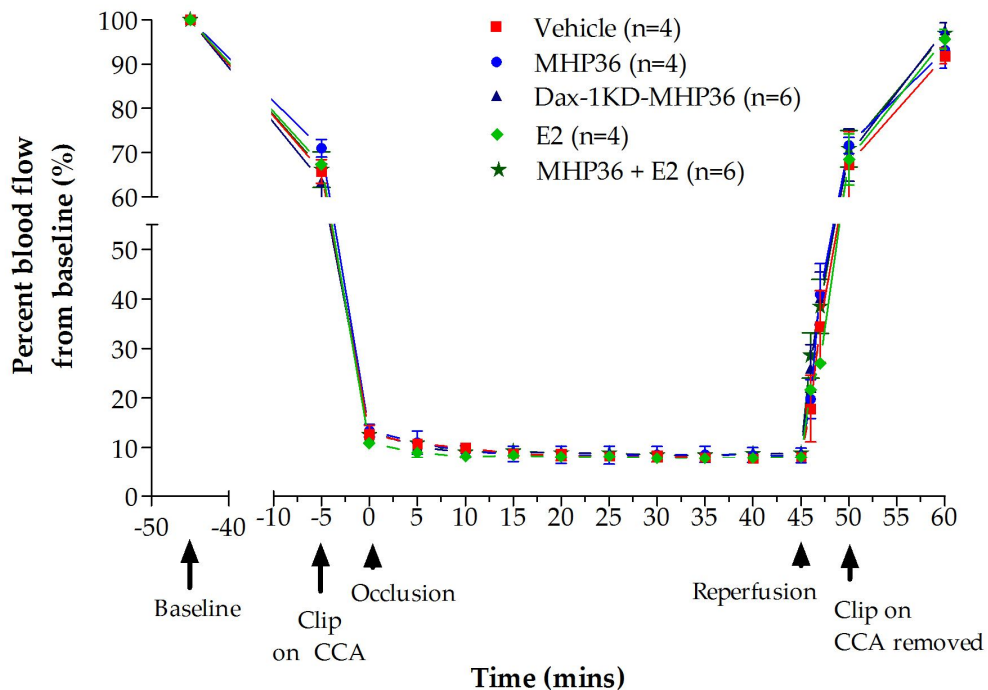 Percent blood flow
from baseline (%)
100
90
80
70
60
50
40
30
20
10
0
Vehicle (n=4)
MHP36 (n=4)
Dax-1KD-MHP36 (n=6)
E2 (n=4)
MHP36 + E2 (n=6)
-50 -40 -10 -5 0 5 10 15 20 25 30 35 40 45 50 60
Baseline
Clip
on CCA
Occlusion
Reperfusion
Clip on
CCA removed
Time (mins)